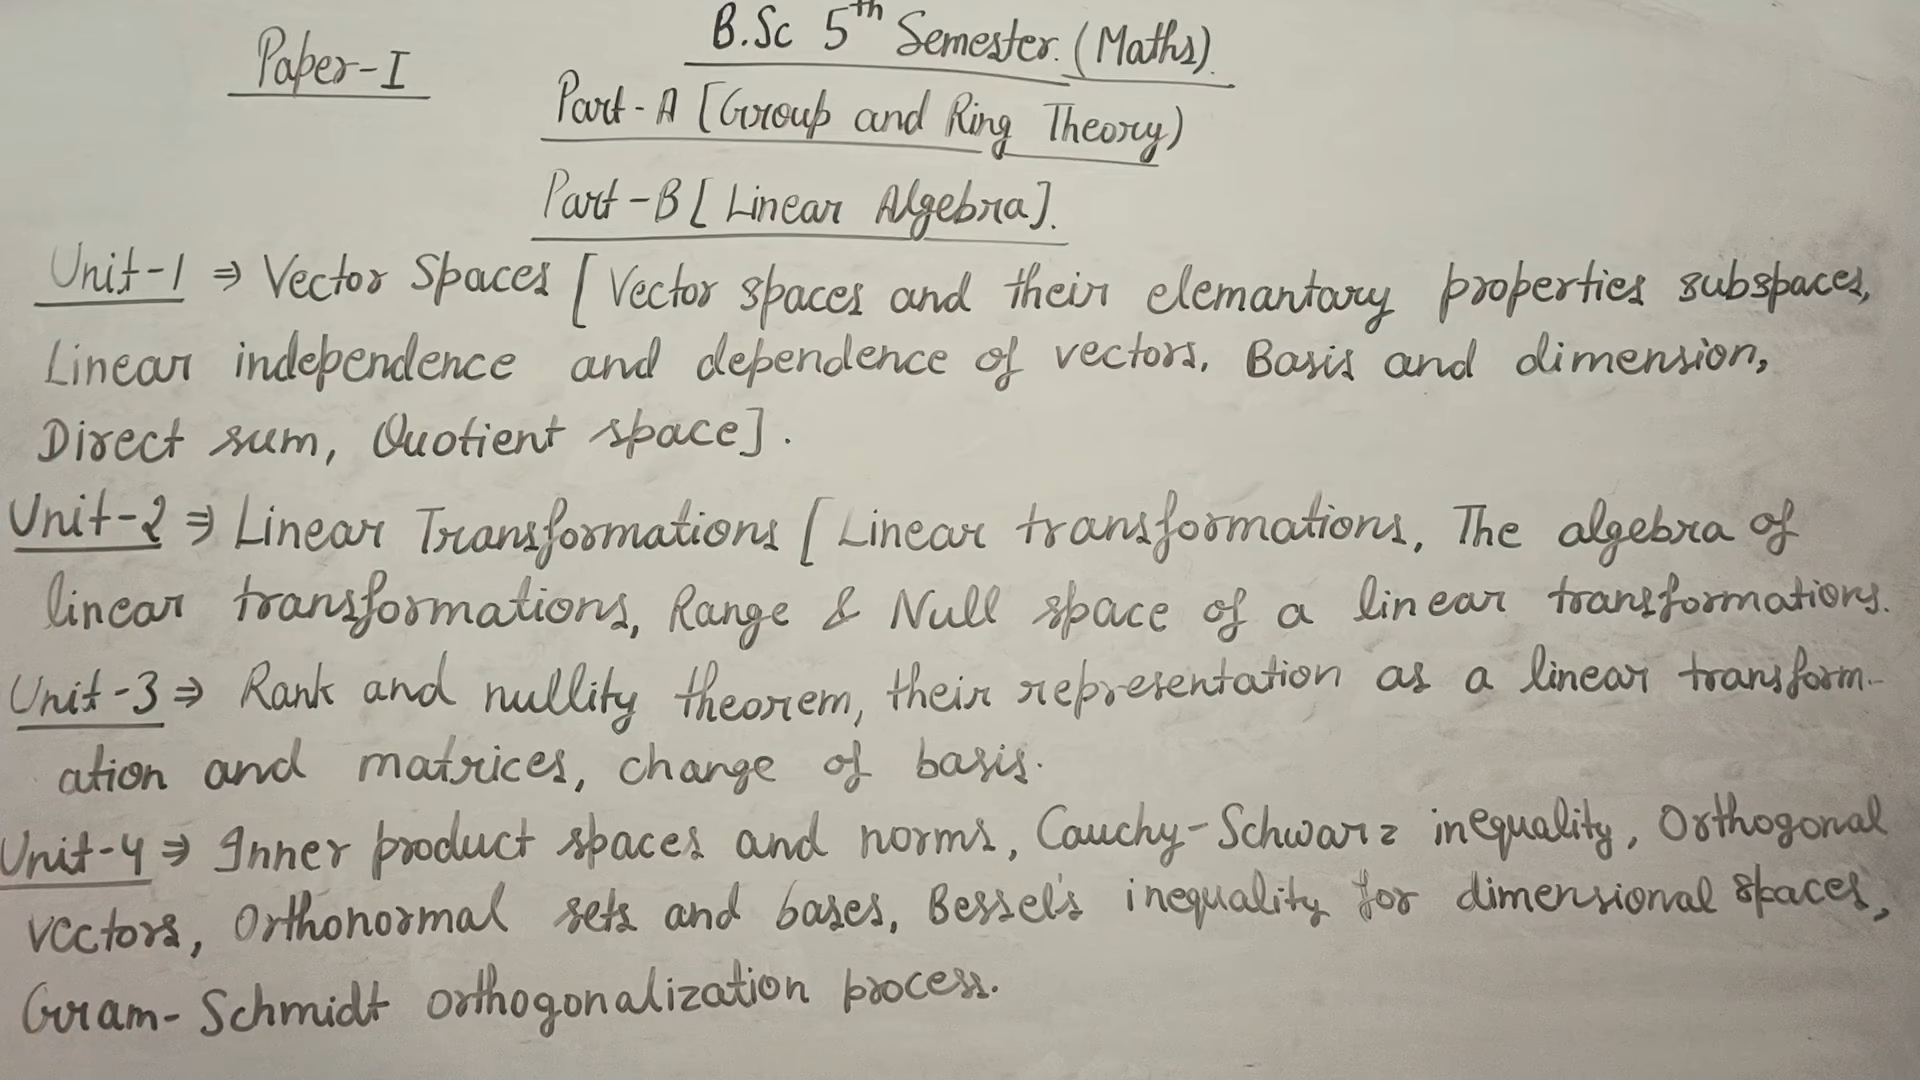 B.Sc 5th Semester. (Maths).
Paper-I
Part-A [Group and Ring Theory)
Part-B [Linear Algebra].
Unit-1 ⇒ Vector Spaces [Vector spaces and their elemantary properties subspaces,
Linear independence and dependence of vectors. Basis and dimension,
Direct sum, Quotient space].
Unit-2 ⇒ Linear Transformations [Linear transformations, The algebra of
linear transformations, Range & Null space of a linear transformations.
Unit-3 ⇒ Rank and nullity theorem, their representation as a linear transform-
ation and matrices, change of basis.
Unit-4 ⇒ Inner product spaces and norms, Cauchy-Schwarz inequality, Orthogonal
vectors, Orthonormal sets and bases, Bessel's inequality for dimensional spaces,
Gram-Schmidt orthogonalization process.